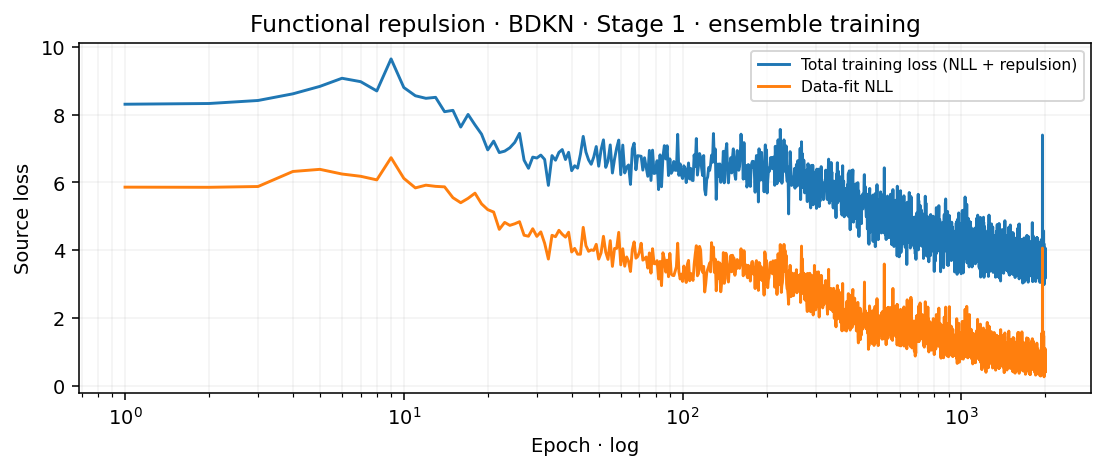 Functional repulsion · BDKN · Stage 1 · ensemble training
Source loss
10
8
6
4
2
0
Total training loss (NLL + repulsion)
Data-fit NLL
10⁰
10¹
10²
10³
Epoch · log